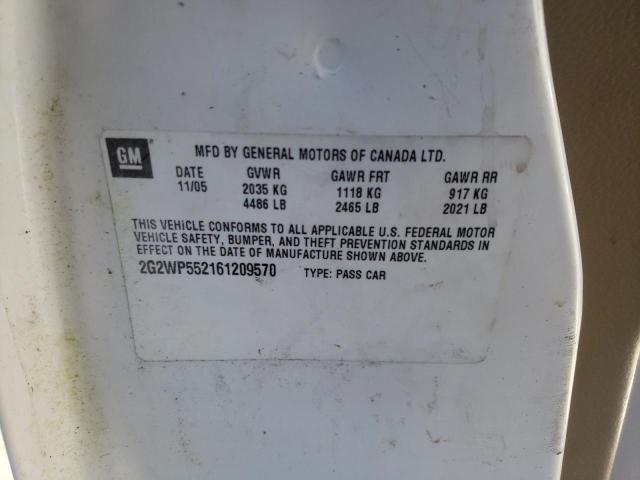 GM
MFD BY GENERAL MOTORS OF CANADA LTD.
DATE GVWR GAWR FRT GAWR RR
11/05 2035 KG 1118 KG 917 KG
4486 LB 2465 LB 2021 LB
THIS VEHICLE CONFORMS TO ALL APPLICABLE U.S. FEDERAL MOTOR
VEHICLE SAFETY, BUMPER, AND THEFT PREVENTION STANDARDS IN
EFFECT ON THE DATE OF MANUFACTURE SHOWN ABOVE.
2G2WP552161209570 TYPE: PASS CAR